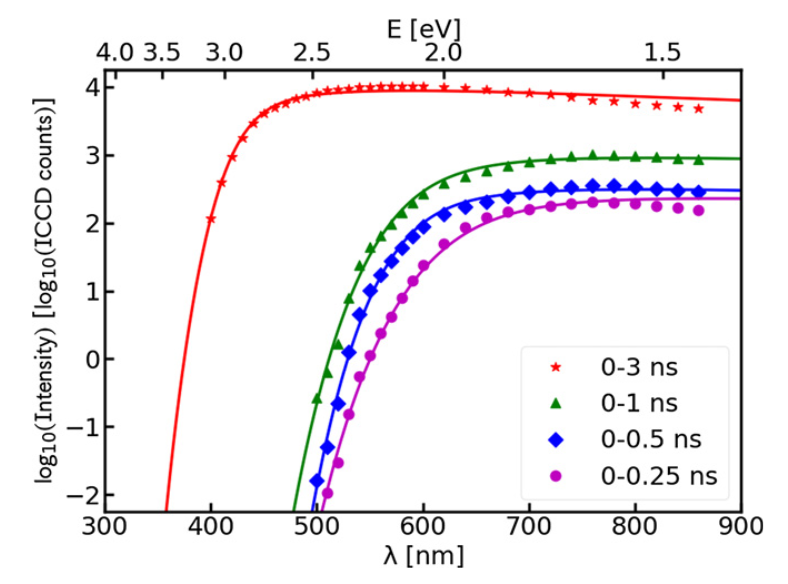 E [eV]
4.0 3.5 3.0 2.5 2.0 1.5
log₁₀(Intensity) [log₁₀(ICCD counts)]
4
3
2
1
0
−1
−2
0-3 ns
0-1 ns
0-0.5 ns
0-0.25 ns
300 400 500 600 700 800 900
λ [nm]